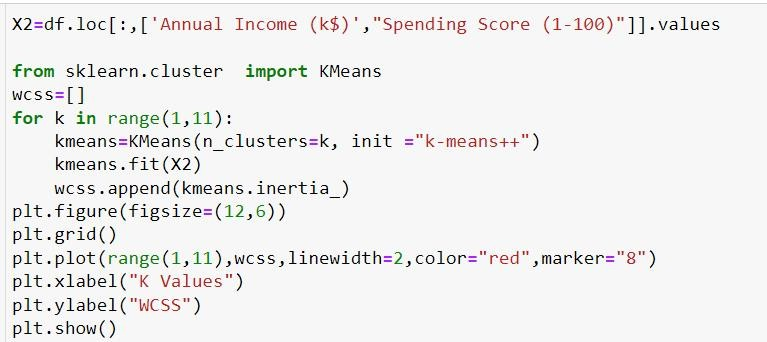 X2=df.loc[:,['Annual Income (k$)',"Spending Score (1-100)"]].values
from sklearn.cluster  import KMeans
wcss=[]
for k in range(1,11):
    kmeans=KMeans(n_clusters=k, init ="k-means++")
    kmeans.fit(X2)
    wcss.append(kmeans.inertia_)
plt.figure(figsize=(12,6))
plt.grid()
plt.plot(range(1,11),wcss,linewidth=2,color="red",marker="8")
plt.xlabel("K Values")
plt.ylabel("WCSS")
plt.show()